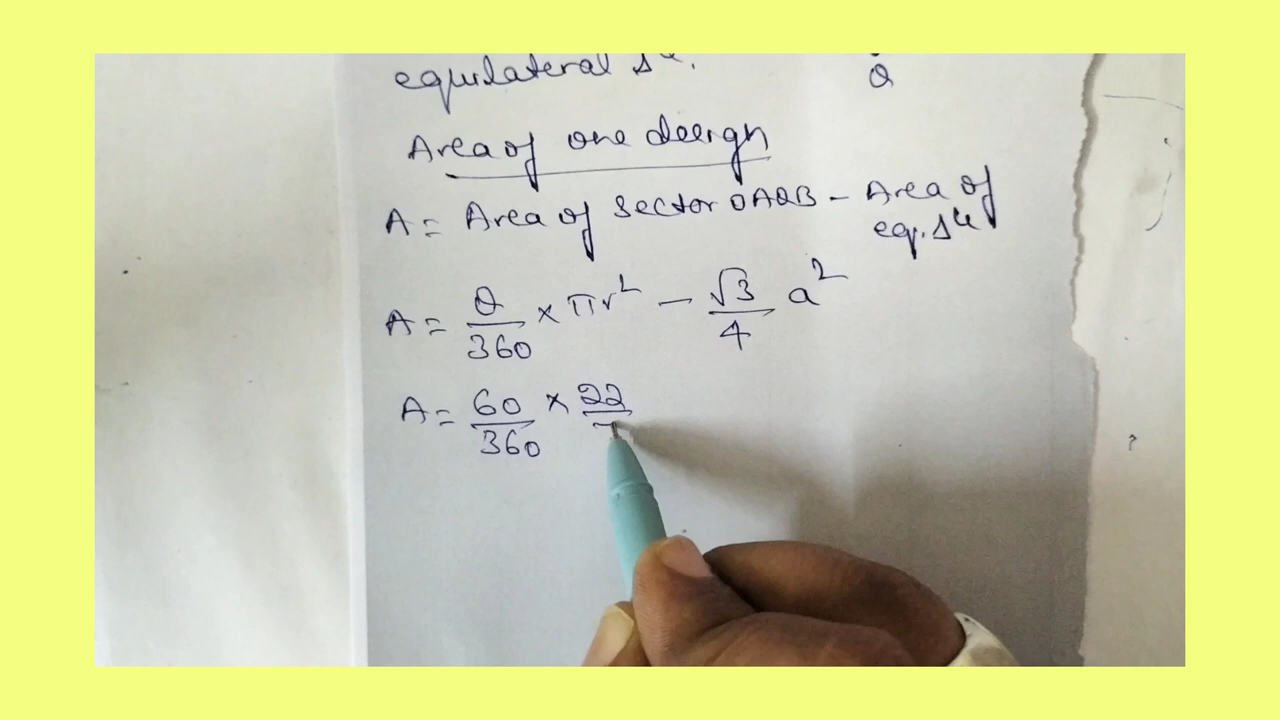 equilateral Δle.
Q
Area of one design
A = Area of sector OAQB - Area of
eq. Δle
A = θ/360 × πr² - √3/4 a²
A = 60/360 × 22/